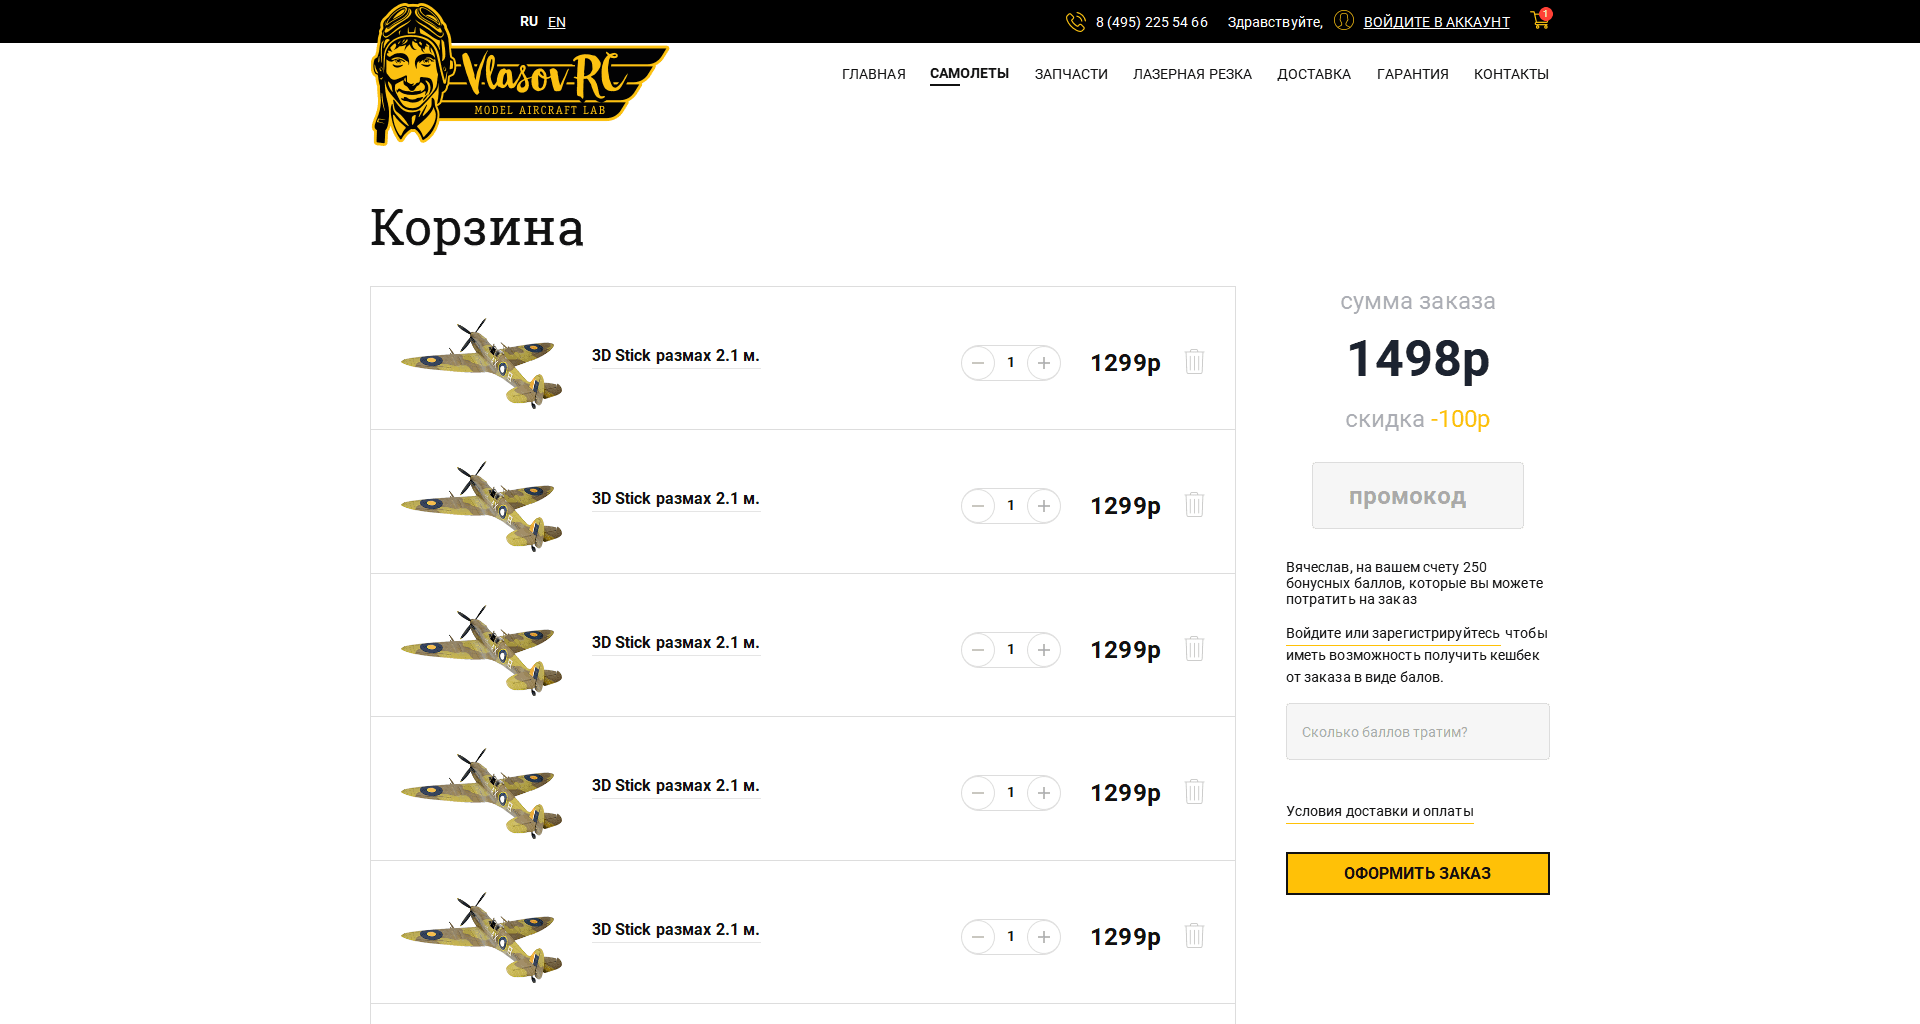 RU EN
8 (495) 225 54 66 Здравствуйте, ВОЙДИТЕ В АККАУНТ 1
Vlasov RC
MODEL AIRCRAFT LAB
ГЛАВНАЯ САМОЛЕТЫ ЗАПЧАСТИ ЛАЗЕРНАЯ РЕЗКА ДОСТАВКА ГАРАНТИЯ КОНТАКТЫ
Корзина
3D Stick размах 2.1 м. 1 1299р
3D Stick размах 2.1 м. 1 1299р
3D Stick размах 2.1 м. 1 1299р
3D Stick размах 2.1 м. 1 1299р
3D Stick размах 2.1 м. 1 1299р
сумма заказа
1498р
скидка -100р
промокод
Вячеслав, на вашем счету 250
бонусных баллов, которые вы можете
потратить на заказ
Войдите или зарегистрируйтесь чтобы
иметь возможность получить кешбек
от заказа в виде балов.
Сколько баллов тратим?
Условия доставки и оплаты
ОФОРМИТЬ ЗАКАЗ